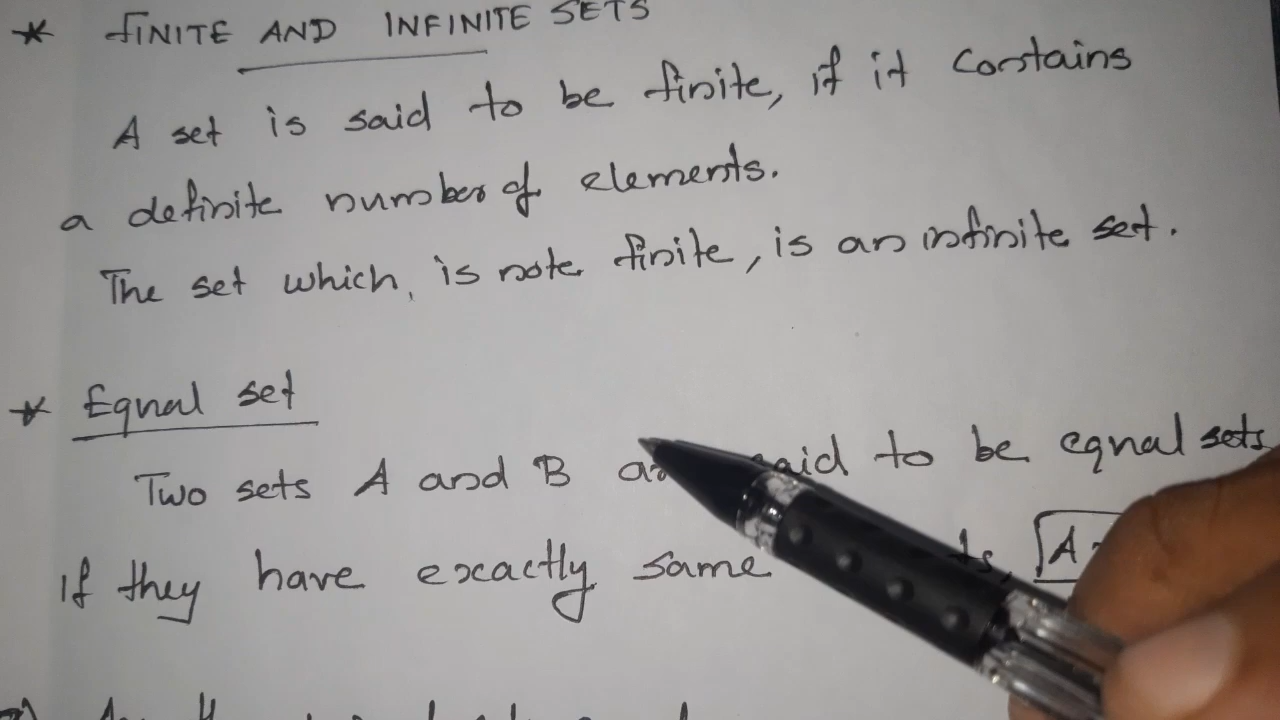 * FINITE AND INFINITE SETS
A set is said to be finite, if it contains
a definite number of elements.
The set which, is note finite, is an infinite set.
* Equal set
Two sets A and B said to be equal sets
if they have exactly same A